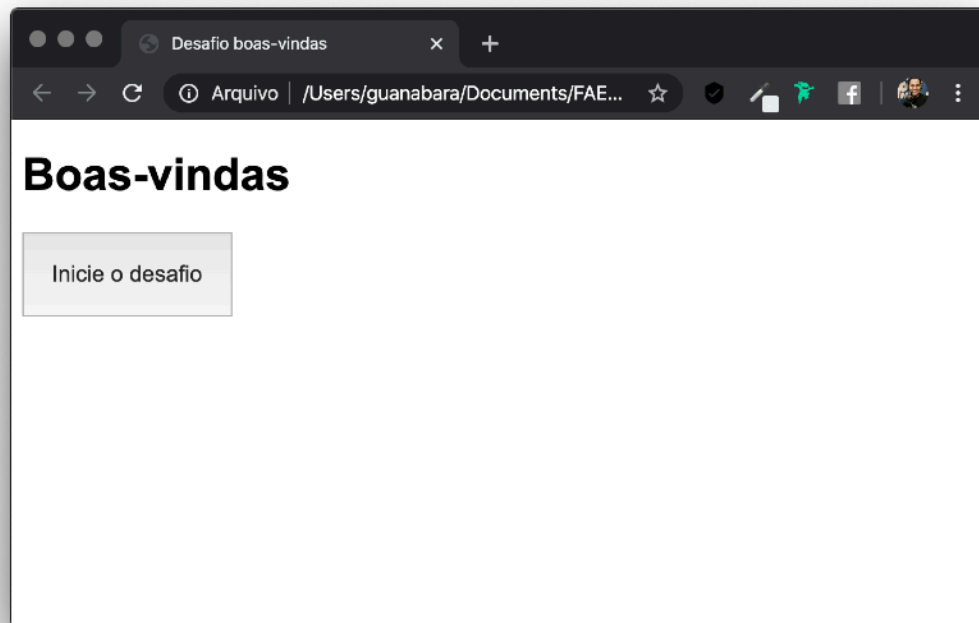 Desafio boas-vindas
Arquivo | /Users/guanabara/Documents/FAE...
Boas-vindas
Inicie o desafio